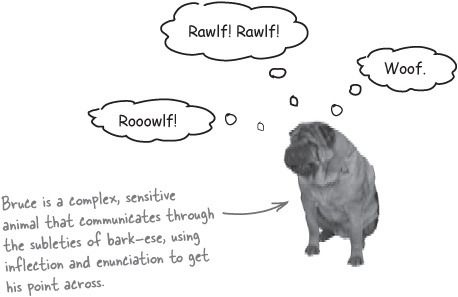 Rawlf! Rawlf!
Woof.
Rooowlf!
Bruce is a complex, sensitive
animal that communicates through
the subleties of bark-ese, using
inflection and enunciation to get
his point across.